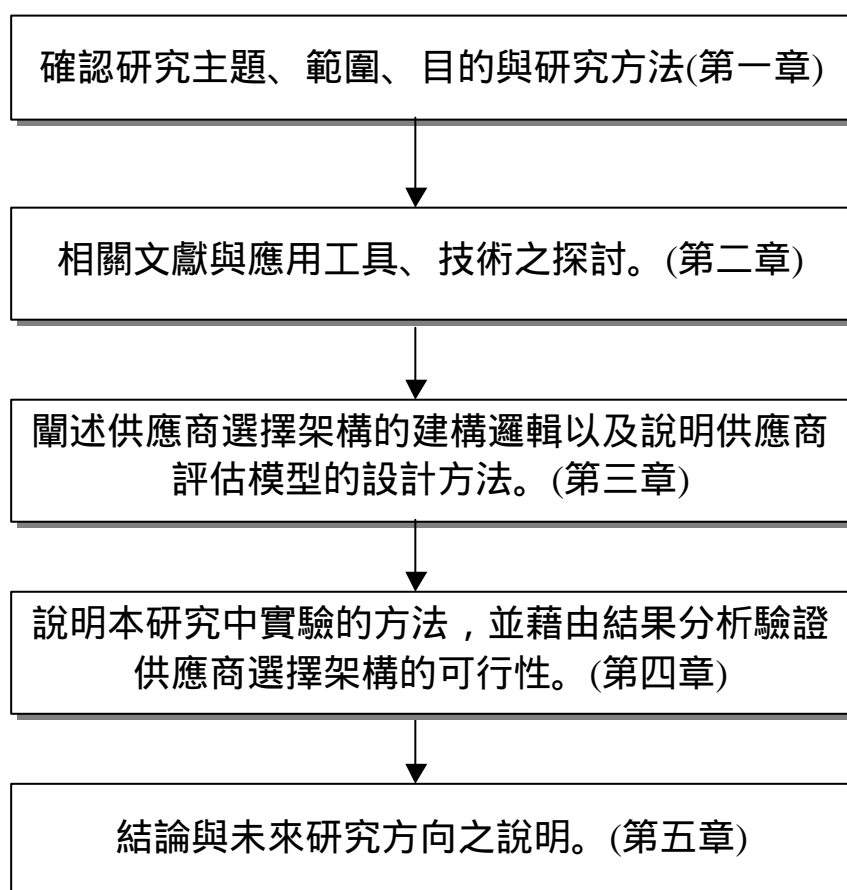 確認研究主題、範圍、目的與研究方法(第一章)
相關文獻與應用工具、技術之探討。(第二章)
闡述供應商選擇架構的建構邏輯以及說明供應商
評估模型的設計方法。(第三章)
說明本研究中實驗的方法，並藉由結果分析驗證
供應商選擇架構的可行性。(第四章)
結論與未來研究方向之說明。(第五章)